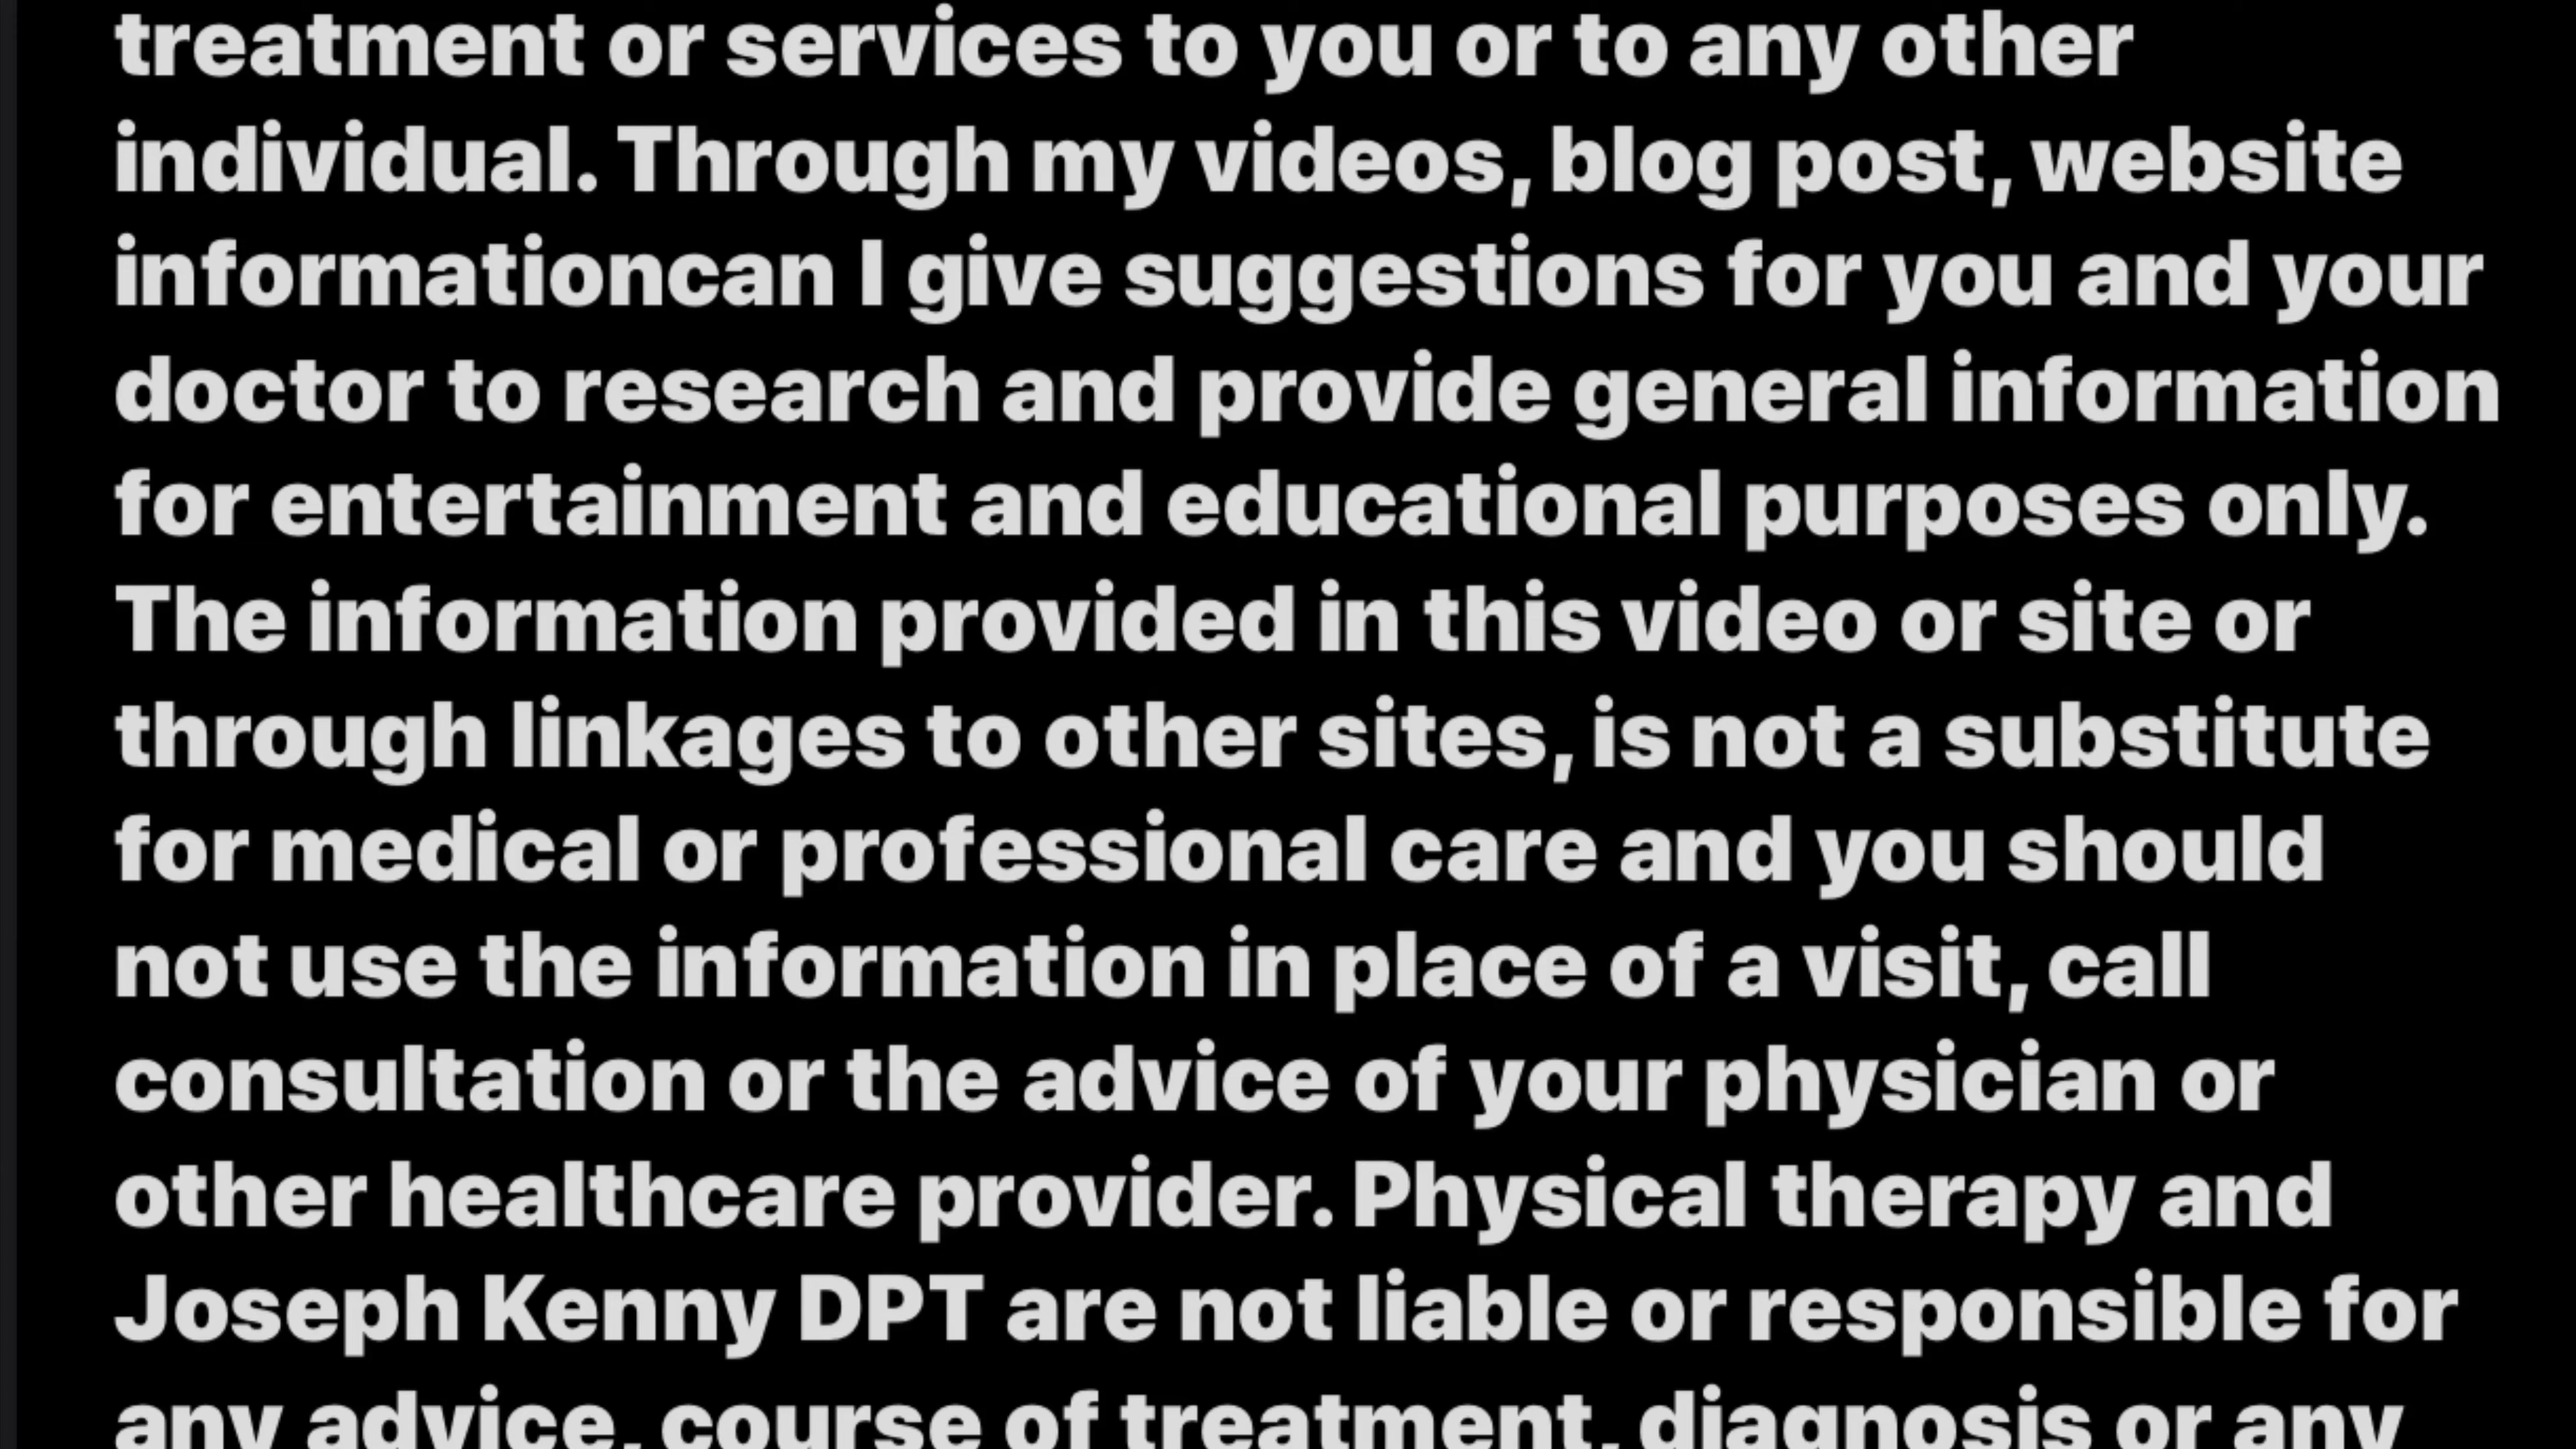 treatment or services to you or to any other
individual. Through my videos, blog post, website
informationcan I give suggestions for you and your
doctor to research and provide general information
for entertainment and educational purposes only.
The information provided in this video or site or
through linkages to other sites, is not a substitute
for medical or professional care and you should
not use the information in place of a visit, call
consultation or the advice of your physician or
other healthcare provider. Physical therapy and
Joseph Kenny DPT are not liable or responsible for
any advice, course of treatment, diagnosis or any